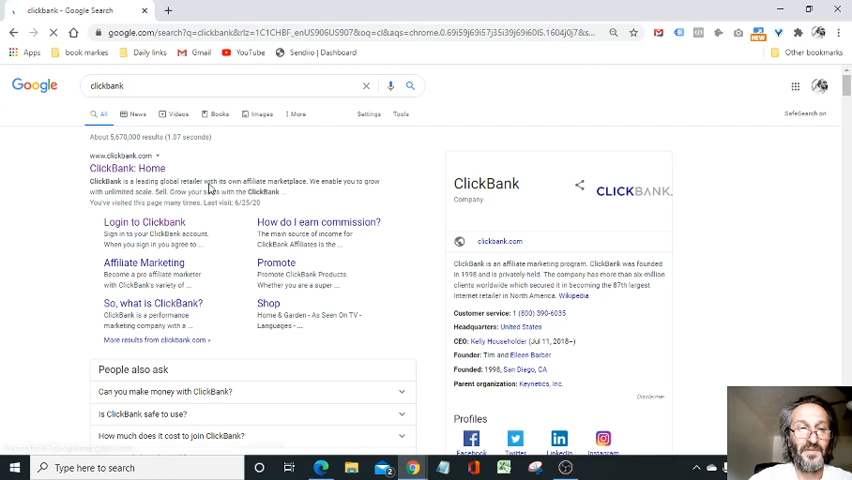 clickbank - Google Search
google.com/search?q=clickbank&rlz=1C1CHBF_enUS906US907&oq=cl&aqs=chrome.0.69i59j69i57j35i39j69i60l5.1604j0j7&s...
Apps book markes Daily links Gmail YouTube Sendiio | Dashboard Other bookmarks
Google
clickbank
All News Videos Books Images More Settings Tools
SafeSearch on
About 5,670,000 results (1.07 seconds)
www.clickbank.com
ClickBank: Home
ClickBank is a leading global retailer with its own affiliate marketplace. We enable you to grow
with unlimited scale. Sell. Grow your sales with the ClickBank ...
You've visited this page many times. Last visit: 6/25/20
Login to Clickbank
Sign in to your ClickBank account.
When you sign in you agree to ...
How do I earn commission?
The main source of income for
ClickBank Affiliates is the ...
Affiliate Marketing
Become a pro affiliate marketer
with ClickBank's variety of ...
Promote
Promote ClickBank Products.
Whether you are a super ...
So, what is ClickBank?
ClickBank is a performance
marketing company with a ...
Shop
Home & Garden - As Seen On TV -
Languages - ...
More results from clickbank.com »
People also ask
Can you make money with ClickBank?
Is ClickBank safe to use?
How much does it cost to join ClickBank?
ClickBank
Company
CLICKBANK.
clickbank.com
ClickBank is an affiliate marketing program. ClickBank was founded
in 1998 and is privately-held. The company has more than six-million
clients worldwide which secured it in becoming the 87th largest
Internet retailer in North America. Wikipedia
Customer service: 1 (800) 390-6035
Headquarters: United States
CEO: Kelly Householder (Jul 11, 2018–)
Founder: Tim and Eileen Barber
Founded: 1998, San Diego, CA
Parent organization: Keynetics, Inc.
Disclaimer
Profiles
Facebook Twitter LinkedIn Instagram
Type here to search